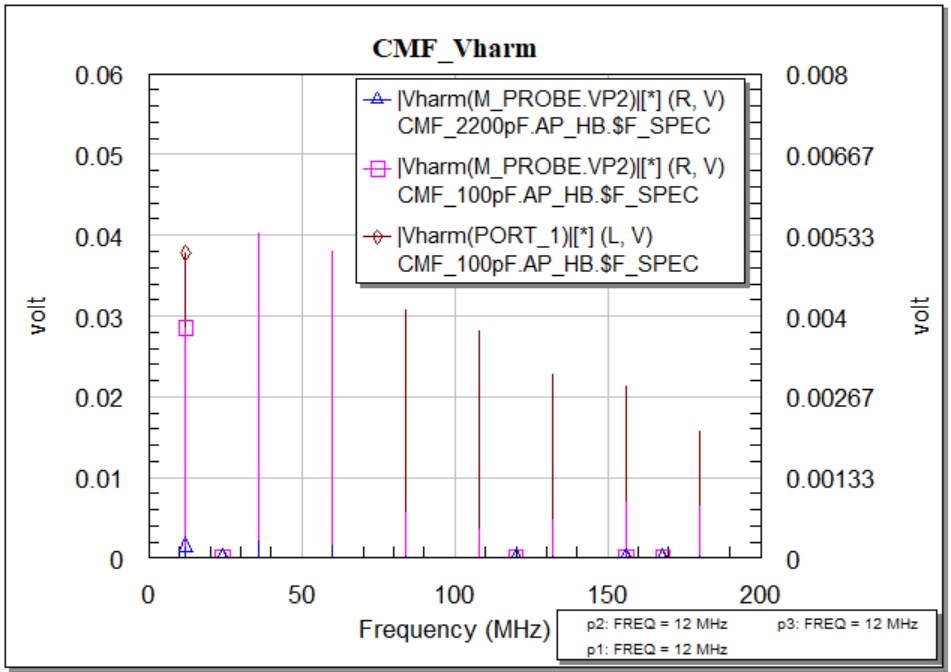 CMF_Vharm
|Vharm(M_PROBE.VP2)|[*] (R, V)
CMF_2200pF.AP_HB.$F_SPEC
|Vharm(M_PROBE.VP2)|[*] (R, V)
CMF_100pF.AP_HB.$F_SPEC
|Vharm(PORT_1)|[*] (L, V)
CMF_100pF.AP_HB.$F_SPEC
0.06
0.05
0.04
0.03
0.02
0.01
0
volt
0.008
0.00667
0.00533
0.004
0.00267
0.00133
0
volt
0 50 100 150 200
Frequency (MHz)
p2: FREQ = 12 MHz p3: FREQ = 12 MHz
p1: FREQ = 12 MHz